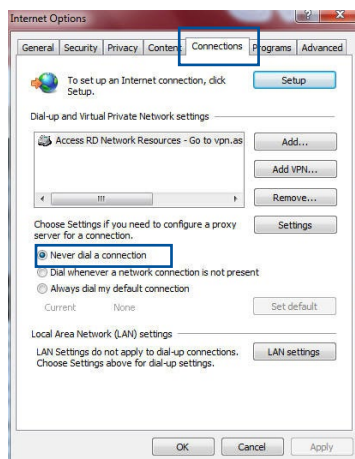 Internet Options
General Security Privacy Content Connections Programs Advanced
To set up an Internet connection, click
Setup.
Setup
Dial-up and Virtual Private Network settings
Access RD Network Resources - Go to vpn.as
Add...
Add VPN...
Remove...
Choose Settings if you need to configure a proxy
server for a connection.
Settings
Never dial a connection
Dial whenever a network connection is not present
Always dial my default connection
Current None
Set default
Local Area Network (LAN) settings
LAN Settings do not apply to dial-up connections.
Choose Settings above for dial-up settings.
LAN settings
OK Cancel Apply